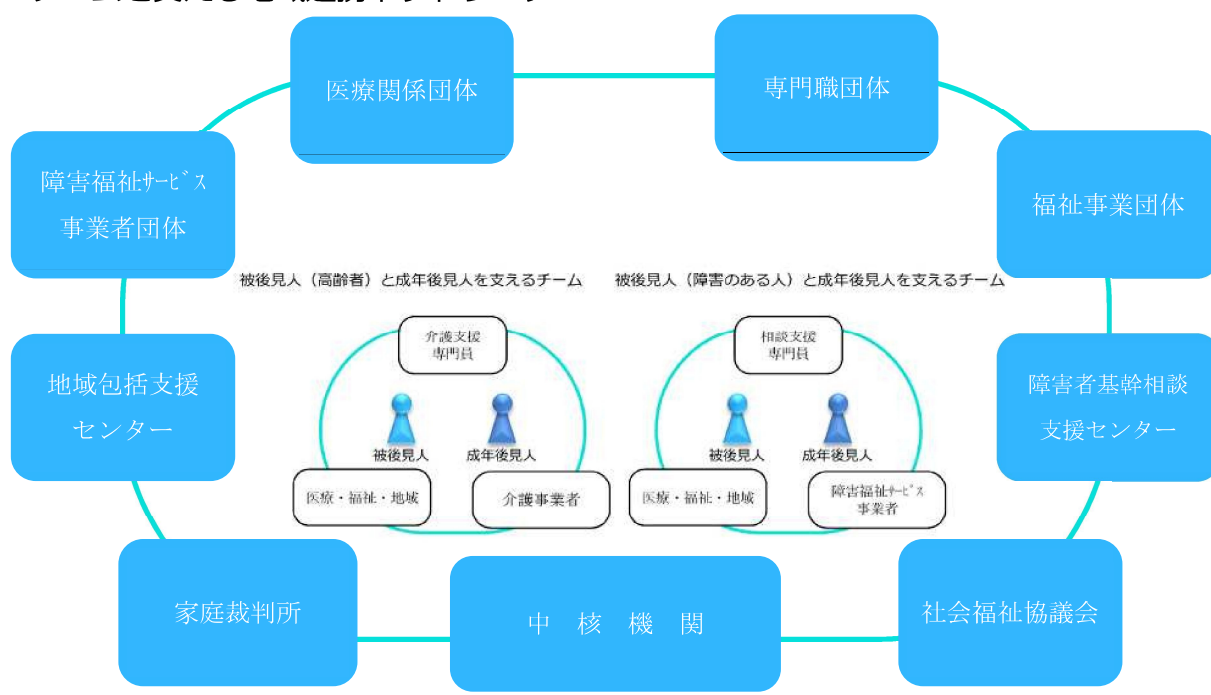 医療関係団体
専門職団体
障害福祉ｻｰﾋﾞｽ
事業者団体
福祉事業団体
被後見人（高齢者）と成年後見人を支えるチーム
被後見人（障害のある人）と成年後見人を支えるチーム
介護支援
専門員
相談支援
専門員
地域包括支援
センター
障害者基幹相談
支援センター
被後見人
成年後見人
被後見人
成年後見人
医療・福祉・地域
介護事業者
医療・福祉・地域
障害福祉ｻｰﾋﾞｽ
事業者
家庭裁判所
中　核　機　関
社会福祉協議会